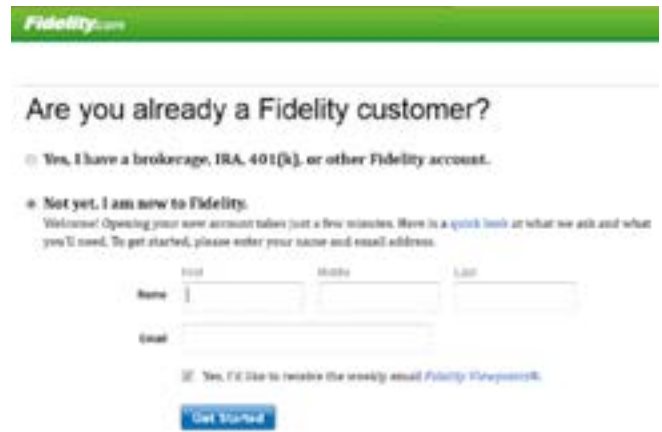 Fidelity.com
Are you already a Fidelity customer?
Yes, I have a brokerage, IRA, 401(k), or other Fidelity account.
Not yet, I am new to Fidelity.
Welcome! Opening your new account takes just a few minutes. Here is a quick look at what we ask and what
you'll need. To get started, please enter your name and email address.
First Middle Last
Name
Email
Yes, I'd like to receive the weekly email Fidelity Viewpoints®.
Get Started